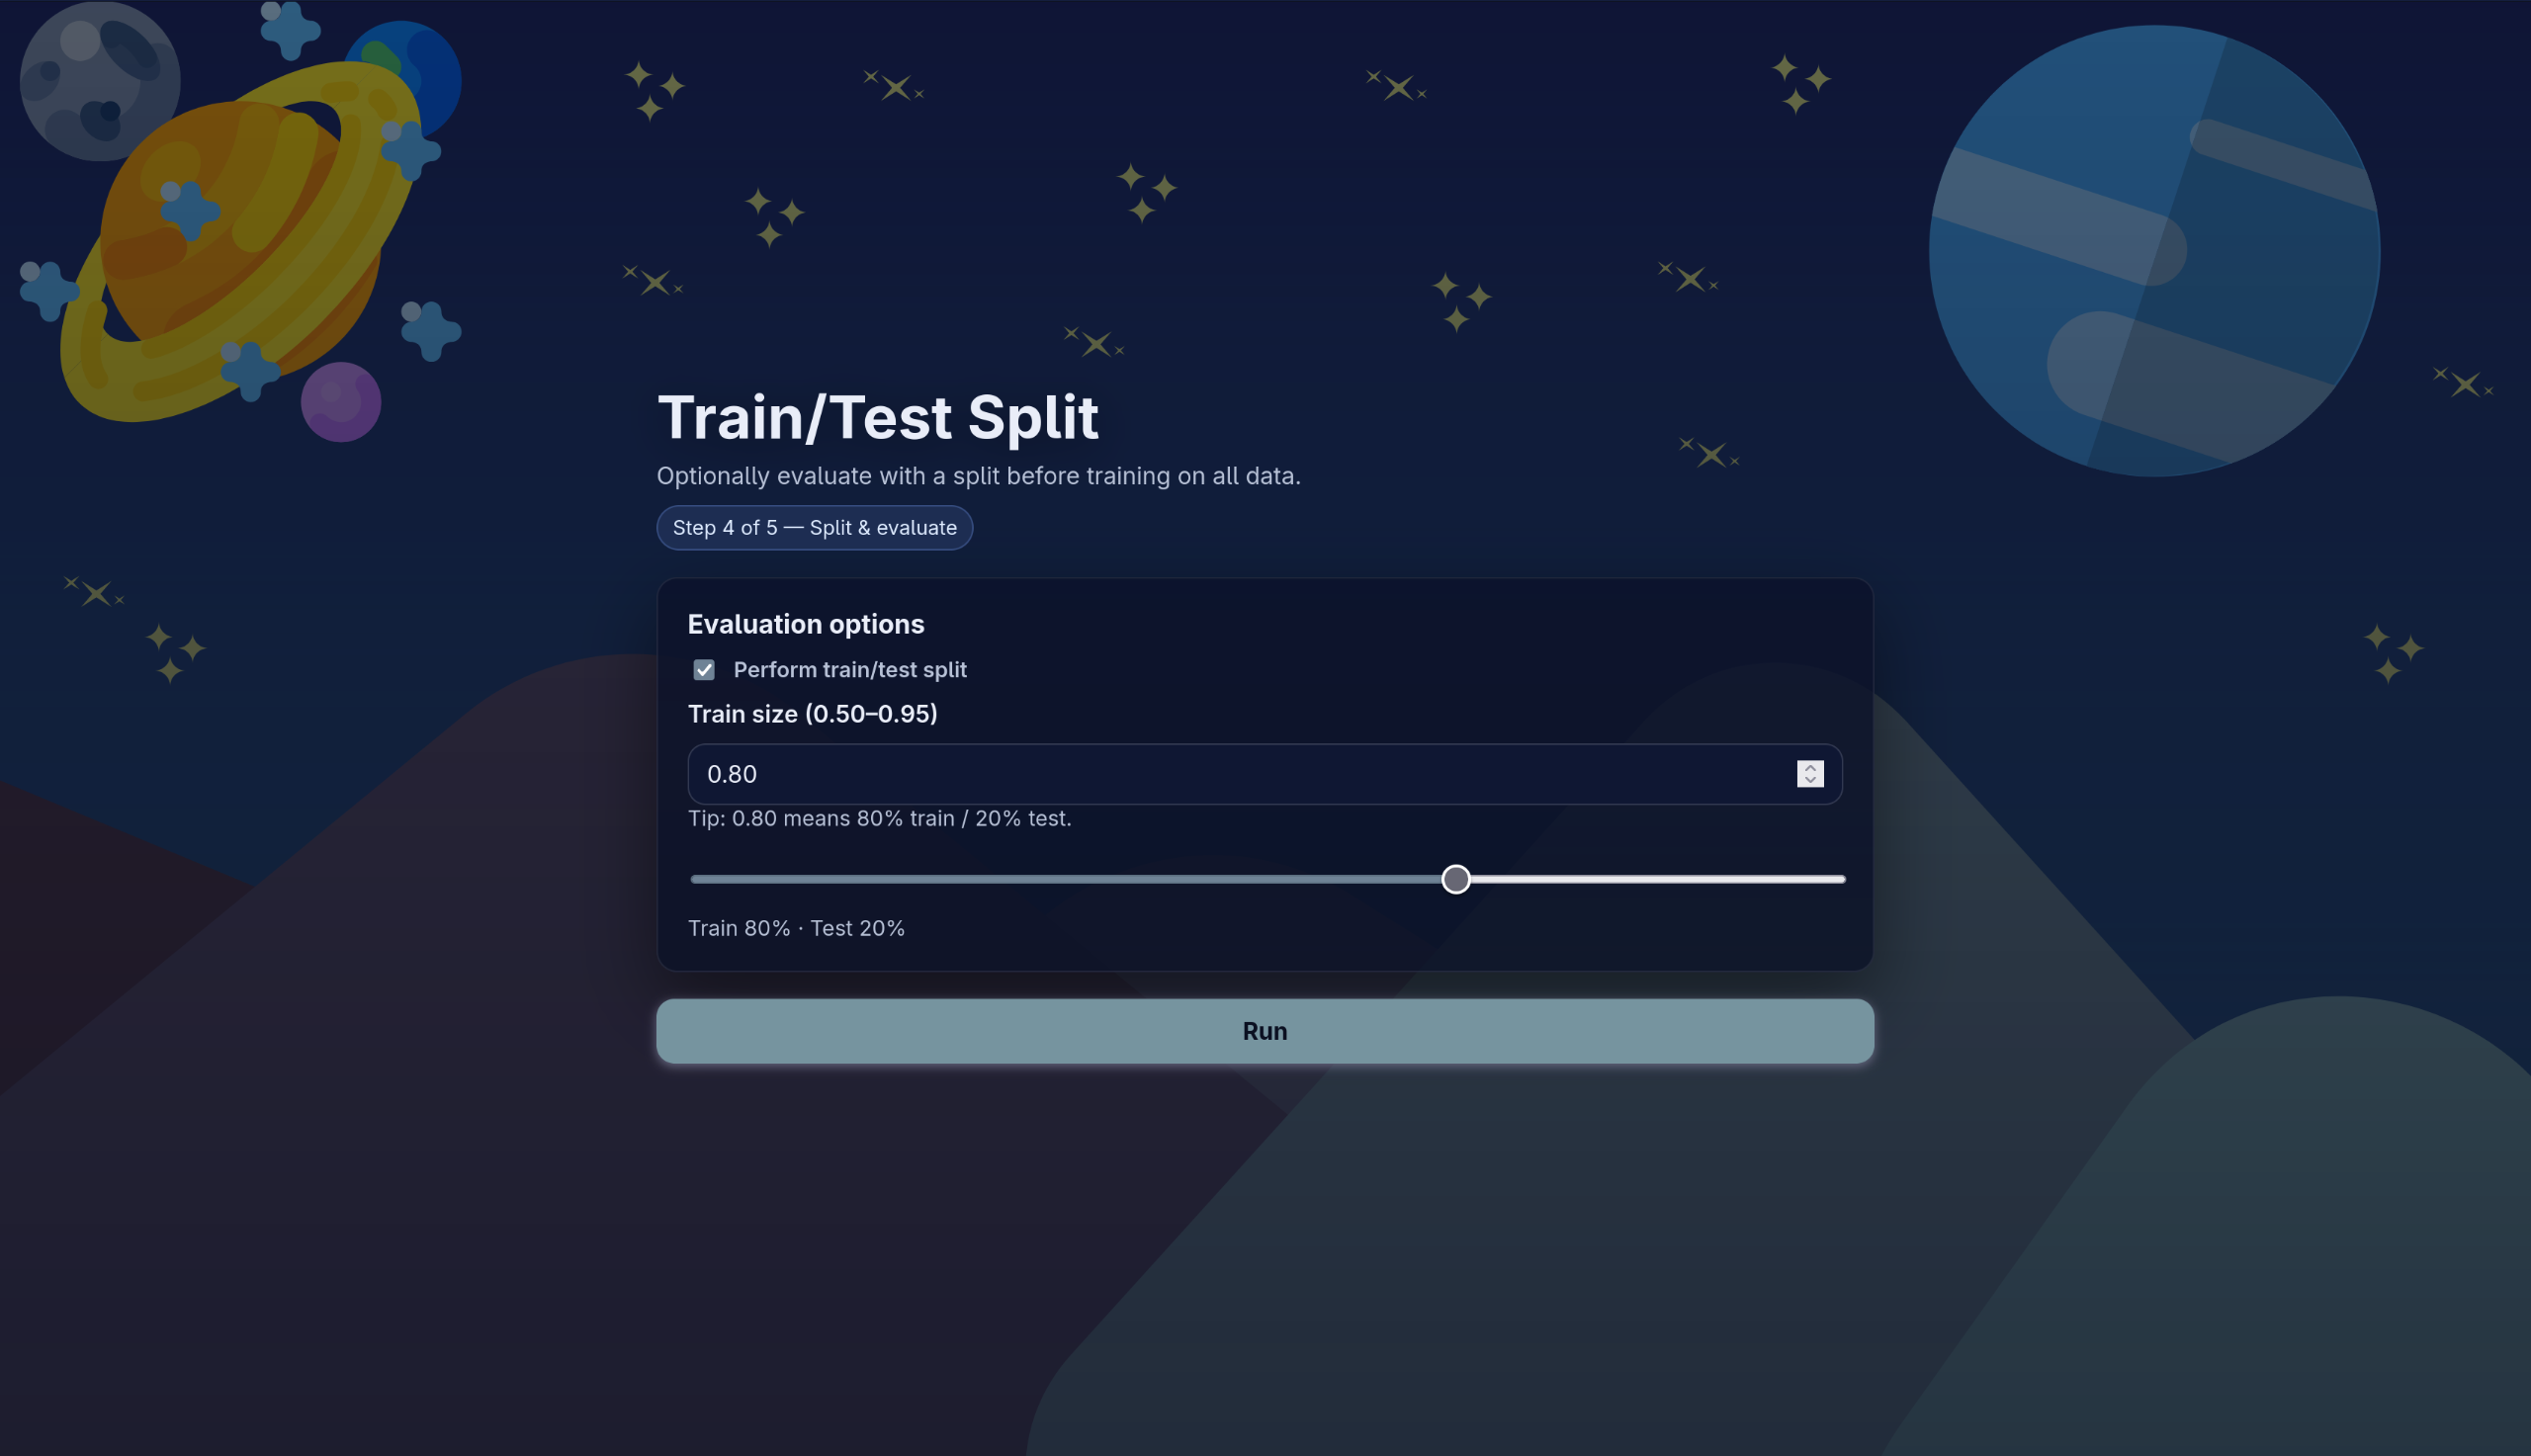 Train/Test Split
Optionally evaluate with a split before training on all data.
Step 4 of 5 — Split & evaluate
Evaluation options
Perform train/test split
Train size (0.50–0.95)
0.80
Tip: 0.80 means 80% train / 20% test.
Train 80% · Test 20%
Run